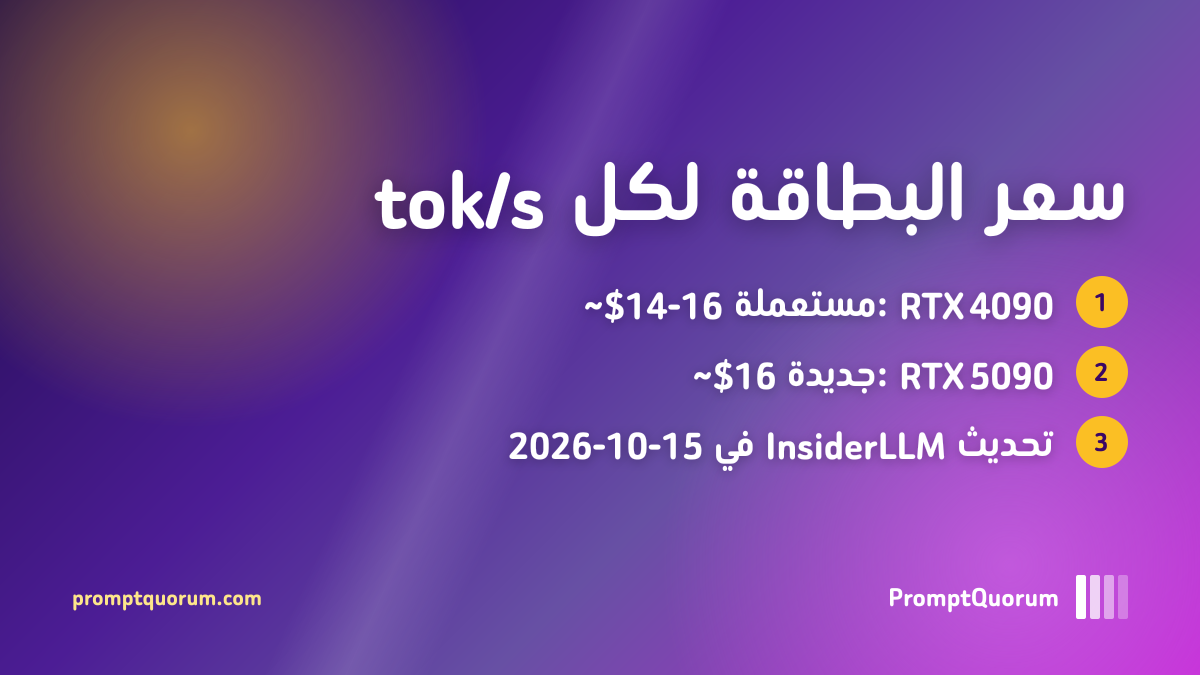 سعر البطاقة لكل tok/s
1 RTX 4090 مستعملة: ~$14-16
2 RTX 5090 جديدة: ~$16
3 تحديث InsiderLLM في 2026-10-15
PromptQuorum
promptquorum.com